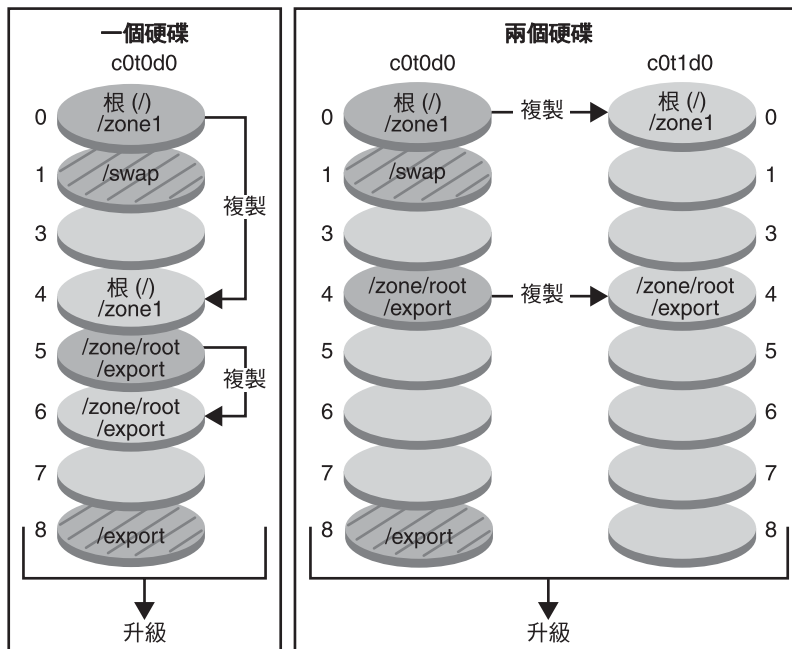 一個硬碟
c0t0d0
0
根 (/)
/zone1
1
/swap
複製
3
4
根 (/)
/zone1
5
/zone/root
/export
複製
6
/zone/root
/export
7
8
/export
升級
兩個硬碟
c0t0d0
c0t1d0
0
根 (/)
/zone1
複製
根 (/)
/zone1
0
1
/swap
1
3
3
4
/zone/root
/export
複製
/zone/root
/export
4
5
5
6
6
7
7
8
/export
8
升級